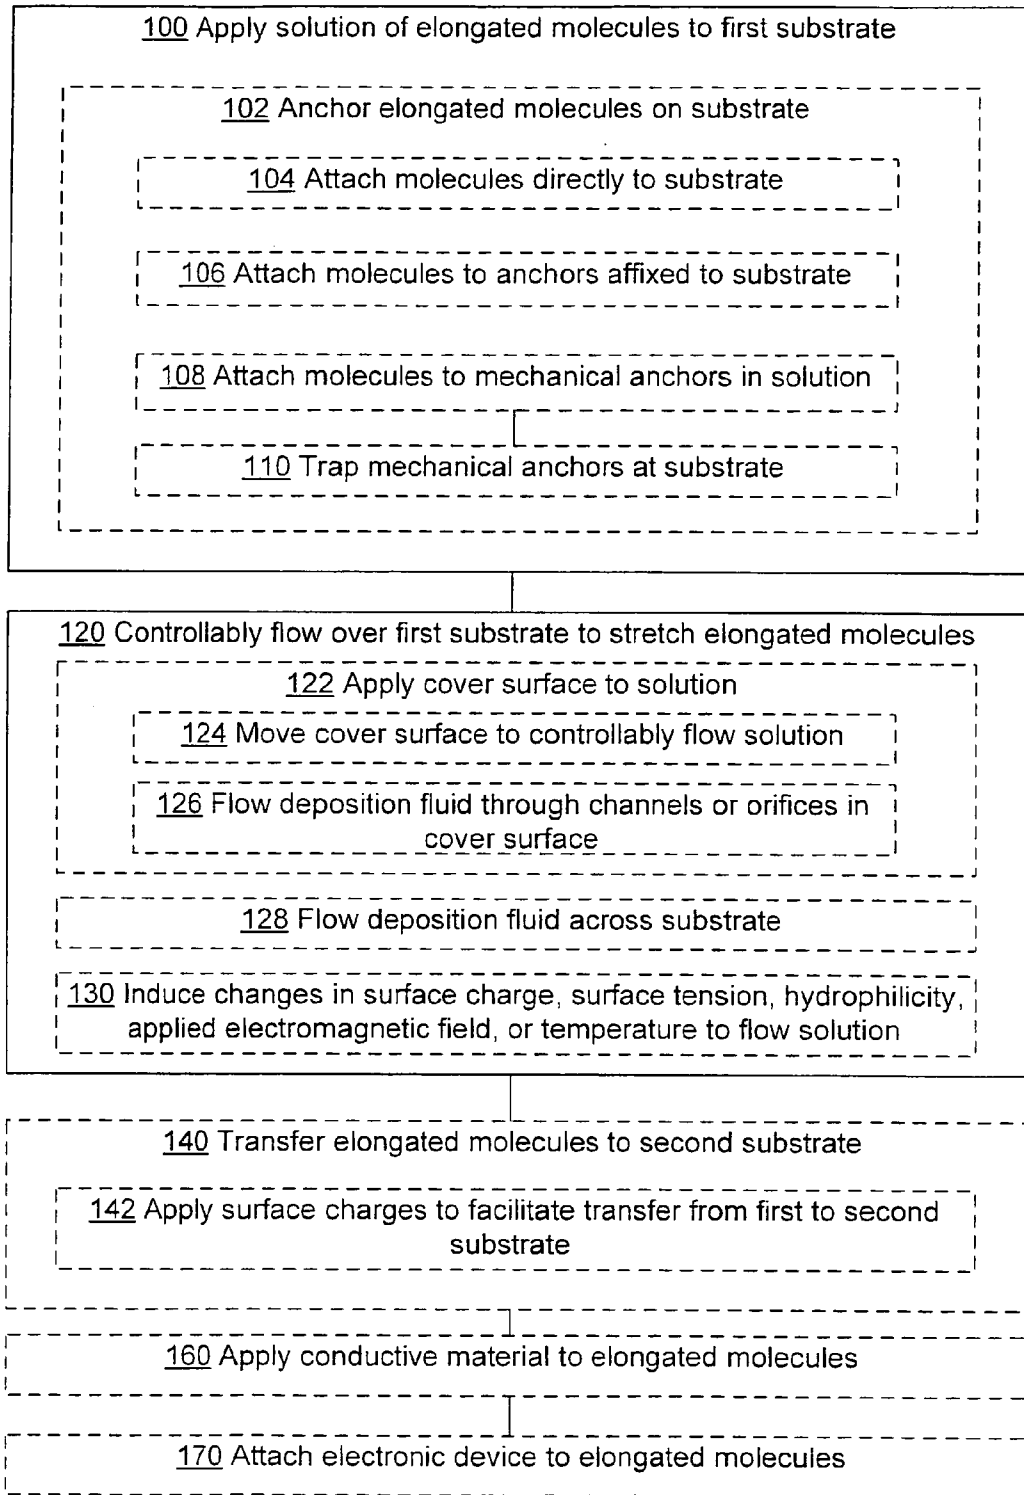 100 Apply solution of elongated molecules to first substrate
102 Anchor elongated molecules on substrate
104 Attach molecules directly to substrate
106 Attach molecules to anchors affixed to substrate
108 Attach molecules to mechanical anchors in solution
110 Trap mechanical anchors at substrate
120 Controllably flow over first substrate to stretch elongated molecules
122 Apply cover surface to solution
124 Move cover surface to controllably flow solution
126 Flow deposition fluid through channels or orifices in
cover surface
128 Flow deposition fluid across substrate
130 Induce changes in surface charge, surface tension, hydrophilicity,
applied electromagnetic field, or temperature to flow solution
140 Transfer elongated molecules to second substrate
142 Apply surface charges to facilitate transfer from first to second
substrate
160 Apply conductive material to elongated molecules
170 Attach electronic device to elongated molecules